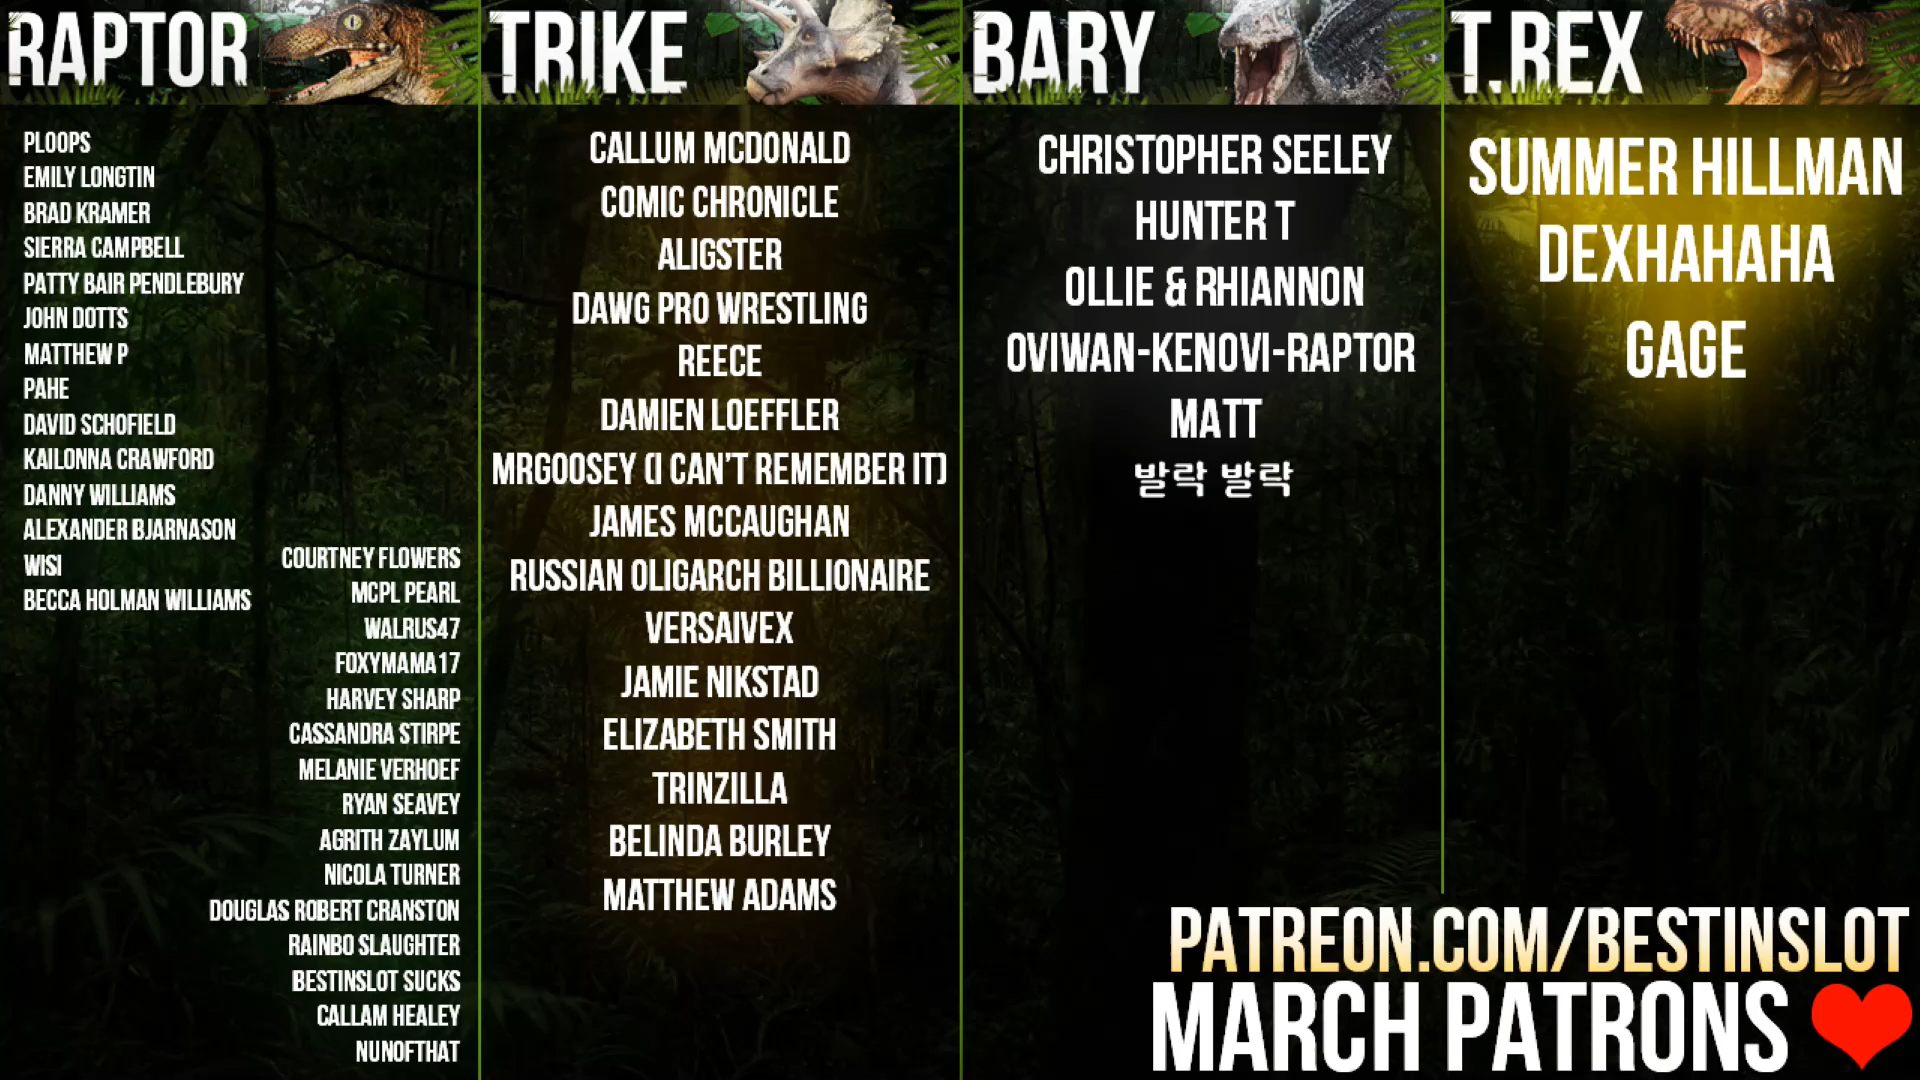 RAPTOR
PLOOPS
EMILY LONGTIN
BRAD KRAMER
SIERRA CAMPBELL
PATTY BAIR PENDLEBURY
JOHN DOTTS
MATTHEW P
PAHE
DAVID SCHOFIELD
KAILONNA CRAWFORD
DANNY WILLIAMS
ALEXANDER BJARNASON
WISI
BECCA HOLMAN WILLIAMS
COURTNEY FLOWERS
MCPL PEARL
WALRUS47
FOXYMAMA17
HARVEY SHARP
CASSANDRA STIRPE
MELANIE VERHOEF
RYAN SEAVEY
AGRITH ZAYLUM
NICOLA TURNER
DOUGLAS ROBERT CRANSTON
RAINBO SLAUGHTER
BESTINSLOT SUCKS
CALLAM HEALEY
NUNOFTHAT
TRIKE
CALLUM MCDONALD
COMIC CHRONICLE
ALIGSTER
DAWG PRO WRESTLING
REECE
DAMIEN LOEFFLER
MRGOOSEY (I CAN'T REMEMBER IT)
JAMES MCCAUGHAN
RUSSIAN OLIGARCH BILLIONAIRE
VERSAIVEX
JAMIE NIKSTAD
ELIZABETH SMITH
TRINZILLA
BELINDA BURLEY
MATTHEW ADAMS
BARY
CHRISTOPHER SEELEY
HUNTER T
OLLIE & RHIANNON
OVIWAN-KENOVI-RAPTOR
MATT
발락 발락
T.REX
SUMMER HILLMAN
DEXHAHAHA
GAGE
PATREON.COM/BESTINSLOT
MARCH PATRONS